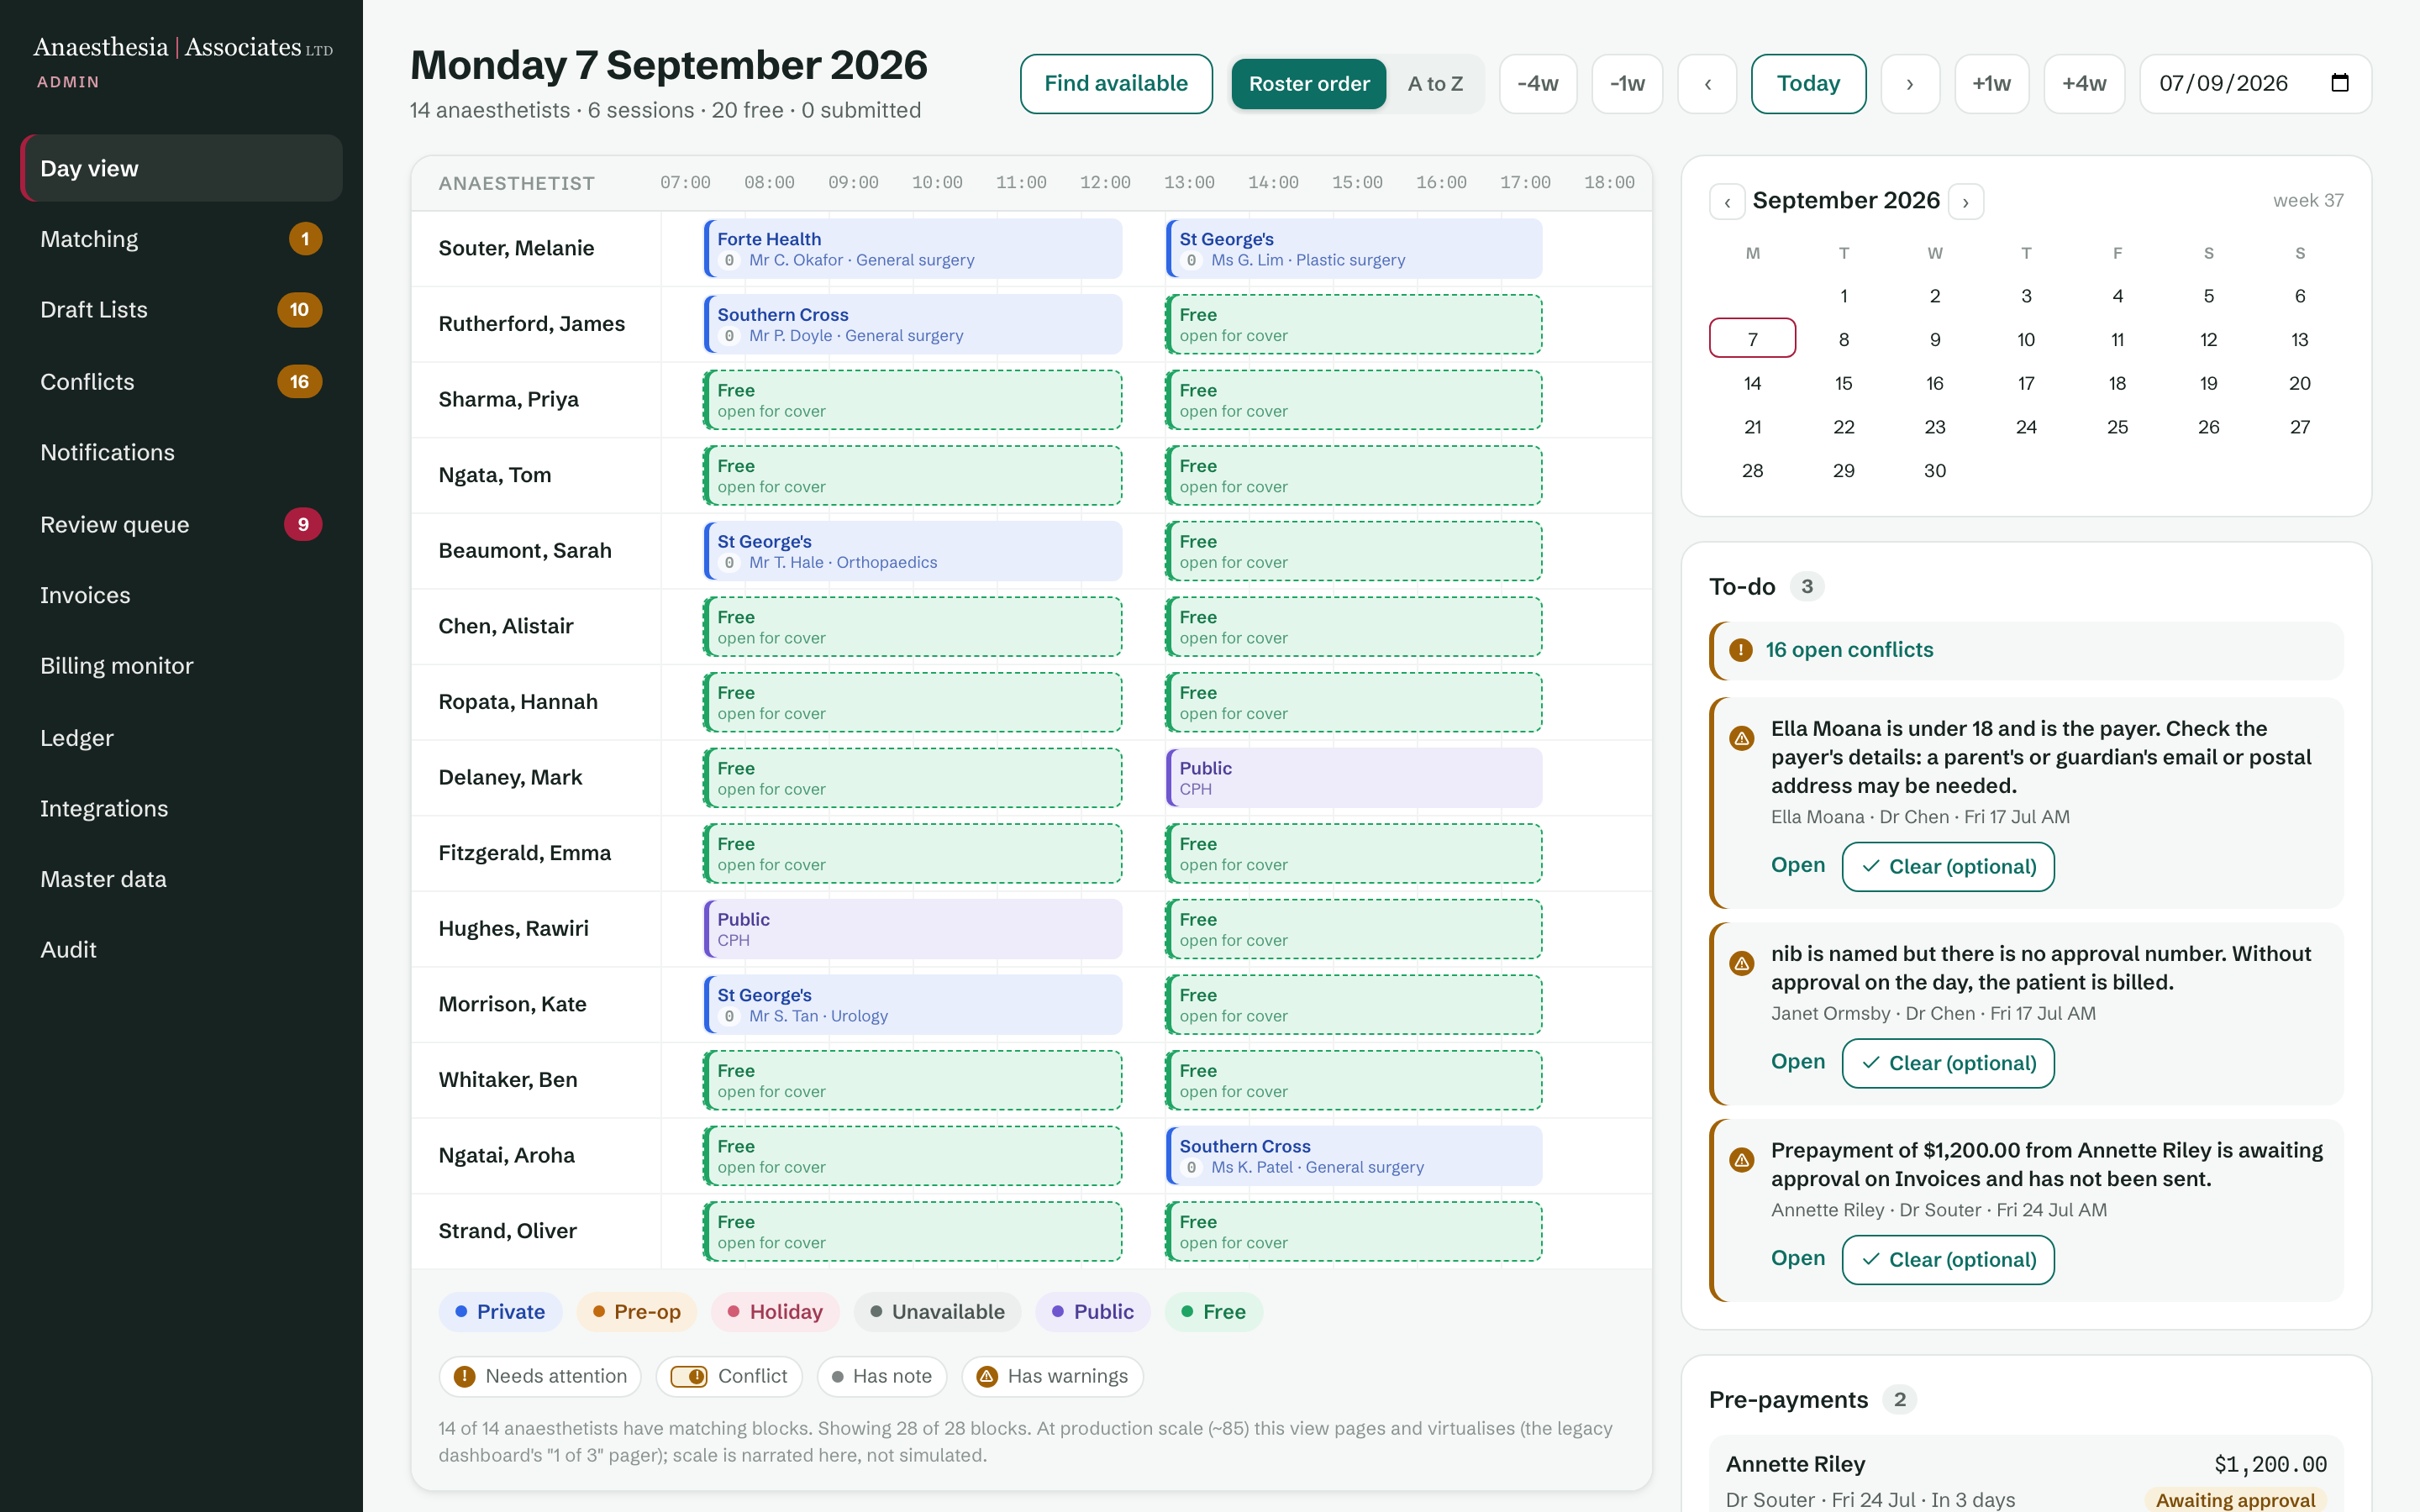 Anaesthesia | Associates LTD
ADMIN
Day view
Matching 1
Draft Lists 10
Conflicts 16
Notifications
Review queue 9
Invoices
Billing monitor
Ledger
Integrations
Master data
Audit
Monday 7 September 2026
14 anaesthetists · 6 sessions · 20 free · 0 submitted
Find available
Roster order
A to Z
-4w
-1w
‹
Today
›
+1w
+4w
07/09/2026
ANAESTHETIST 07:00 08:00 09:00 10:00 11:00 12:00 13:00 14:00 15:00 16:00 17:00 18:00
Souter, Melanie
Forte Health
0 Mr C. Okafor · General surgery
St George's
0 Ms G. Lim · Plastic surgery
Rutherford, James
Southern Cross
0 Mr P. Doyle · General surgery
Free
open for cover
Sharma, Priya
Free
open for cover
Free
open for cover
Ngata, Tom
Free
open for cover
Free
open for cover
Beaumont, Sarah
St George's
0 Mr T. Hale · Orthopaedics
Free
open for cover
Chen, Alistair
Free
open for cover
Free
open for cover
Ropata, Hannah
Free
open for cover
Free
open for cover
Delaney, Mark
Free
open for cover
Public
CPH
Fitzgerald, Emma
Free
open for cover
Free
open for cover
Hughes, Rawiri
Public
CPH
Free
open for cover
Morrison, Kate
St George's
0 Mr S. Tan · Urology
Free
open for cover
Whitaker, Ben
Free
open for cover
Free
open for cover
Ngatai, Aroha
Free
open for cover
Southern Cross
0 Ms K. Patel · General surgery
Strand, Oliver
Free
open for cover
Free
open for cover
Private
Pre-op
Holiday
Unavailable
Public
Free
Needs attention
Conflict
Has note
Has warnings
14 of 14 anaesthetists have matching blocks. Showing 28 of 28 blocks. At production scale (~85) this view pages and virtualises (the legacy
dashboard's "1 of 3" pager); scale is narrated here, not simulated.
‹ September 2026 › week 37
M T W T F S S
1 2 3 4 5 6
7 8 9 10 11 12 13
14 15 16 17 18 19 20
21 22 23 24 25 26 27
28 29 30
To-do 3
16 open conflicts
Ella Moana is under 18 and is the payer. Check the
payer's details: a parent's or guardian's email or postal
address may be needed.
Ella Moana · Dr Chen · Fri 17 Jul AM
Open
Clear (optional)
nib is named but there is no approval number. Without
approval on the day, the patient is billed.
Janet Ormsby · Dr Chen · Fri 17 Jul AM
Open
Clear (optional)
Prepayment of $1,200.00 from Annette Riley is awaiting
approval on Invoices and has not been sent.
Annette Riley · Dr Souter · Fri 24 Jul AM
Open
Clear (optional)
Pre-payments 2
Annette Riley $1,200.00
Dr Souter · Fri 24 Jul · In 3 days Awaiting approval